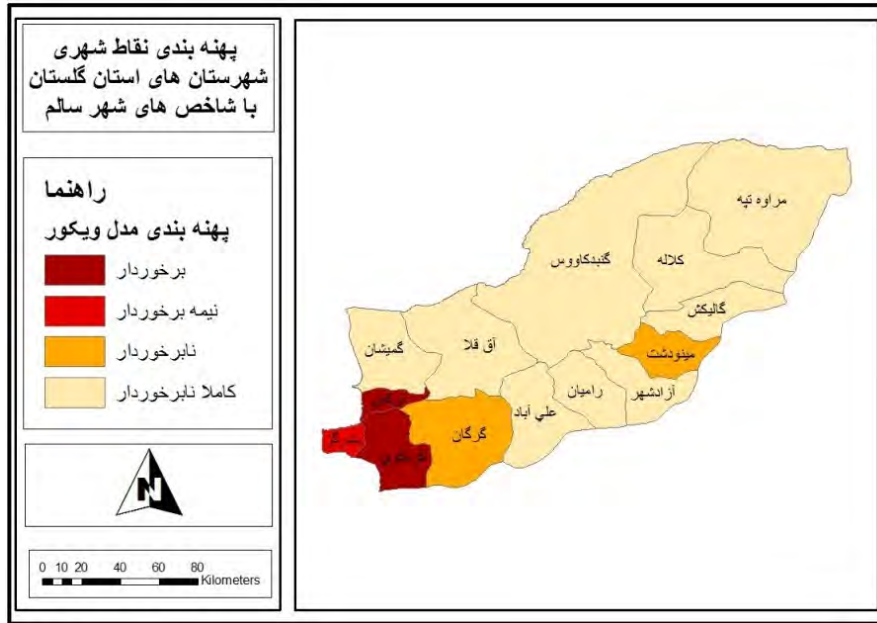 پهنه بندی نقاط شهری
شهرستان های استان گلستان
با شاخص های شهر سالم
راهنما
پهنه بندی مدل ویکور
برخوردار
نیمه برخوردار
نابرخوردار
کاملا نابرخوردار
N
0 10 20 40 60 80
Kilometers
مراوه تپه
کلاله
گنبدکاووس
گالیکش
مینودشت
آق قلا
گمیشان
آزادشهر
رامیان
علي آباد
گرگان